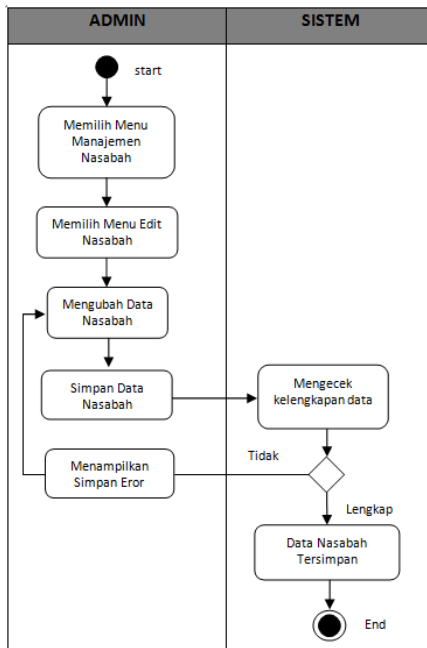 ADMIN
SISTEM
start
Memilih Menu
Manajemen
Nasabah
Memilih Menu Edit
Nasabah
Mengubah Data
Nasabah
Simpan Data
Nasabah
Mengecek
kelengkapan data
Tidak
Menampilkan
Simpan Eror
Lengkap
Data Nasabah
Tersimpan
End